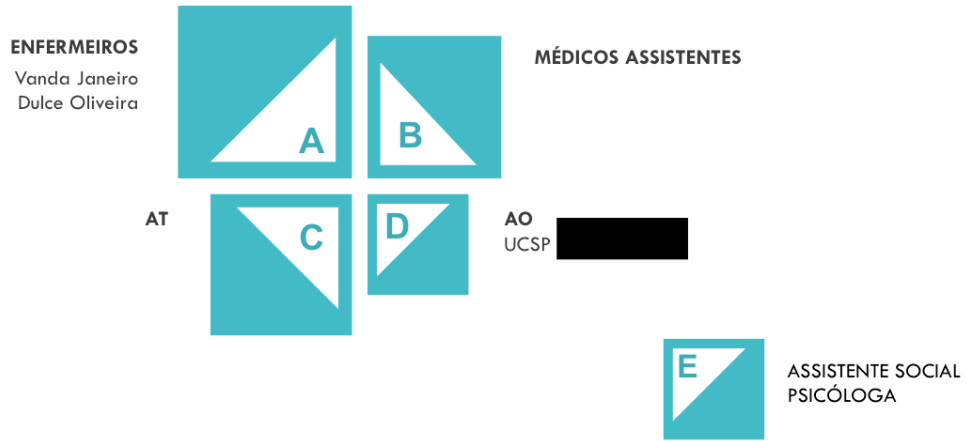 ENFERMEIROS
Vanda Janeiro
Dulce Oliveira
A
B
MÉDICOS ASSISTENTES
AT
C
D
AO
UCSP
E
ASSISTENTE SOCIAL
PSICÓLOGA